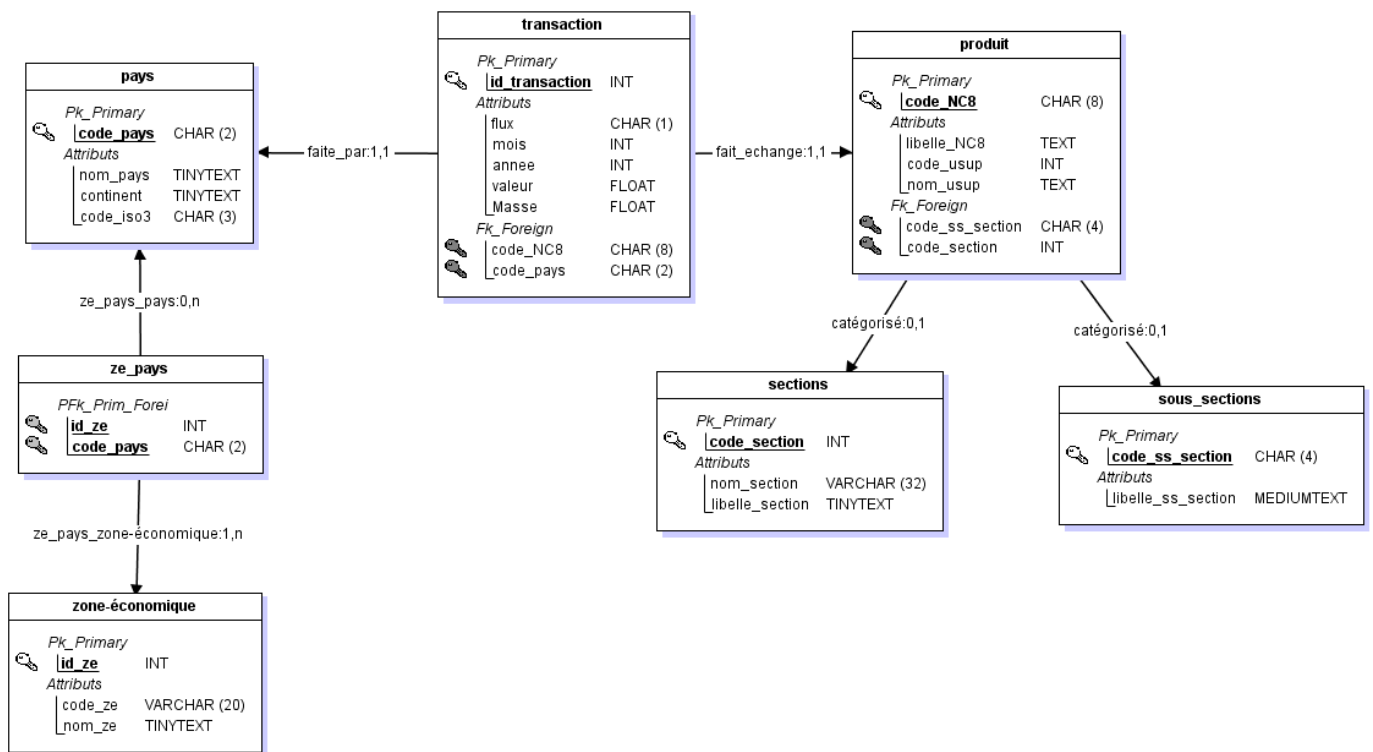 transaction
Pk_Primary
id_transaction INT
Attributs
flux CHAR (1)
mois INT
annee INT
valeur FLOAT
Masse FLOAT
Fk_Foreign
code_NC8 CHAR (8)
code_pays CHAR (2)
produit
Pk_Primary
code_NC8 CHAR (8)
Attributs
libelle_NC8 TEXT
code_usup INT
nom_usup TEXT
Fk_Foreign
code_ss_section CHAR (4)
code_section INT
pays
Pk_Primary
code_pays CHAR (2)
Attributs
nom_pays TINYTEXT
continent TINYTEXT
code_iso3 CHAR (3)
faite_par:1,1
fait_echange:1,1
ze_pays_pays:0,n
catégorisé:0,1
catégorisé:0,1
ze_pays
PFk_Prim_Forei
id_ze INT
code_pays CHAR (2)
sections
Pk_Primary
code_section INT
Attributs
nom_section VARCHAR (32)
libelle_section TINYTEXT
sous_sections
Pk_Primary
code_ss_section CHAR (4)
Attributs
libelle_ss_section MEDIUMTEXT
ze_pays_zone-économique:1,n
zone-économique
Pk_Primary
id_ze INT
Attributs
code_ze VARCHAR (20)
nom_ze TINYTEXT